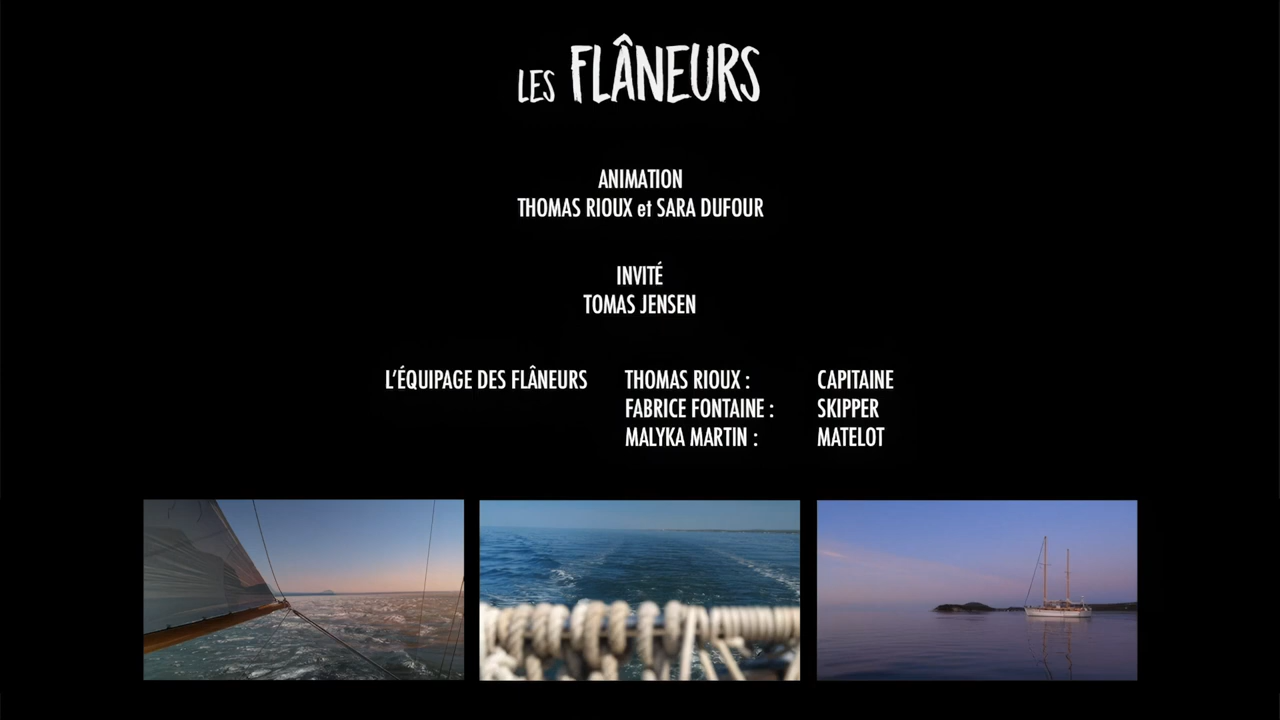 LES FLÂNEURS
ANIMATION
THOMAS RIOUX et SARA DUFOUR
INVITÉ
TOMAS JENSEN
L'ÉQUIPAGE DES FLÂNEURS THOMAS RIOUX : CAPITAINE
FABRICE FONTAINE : SKIPPER
MALYKA MARTIN : MATELOT